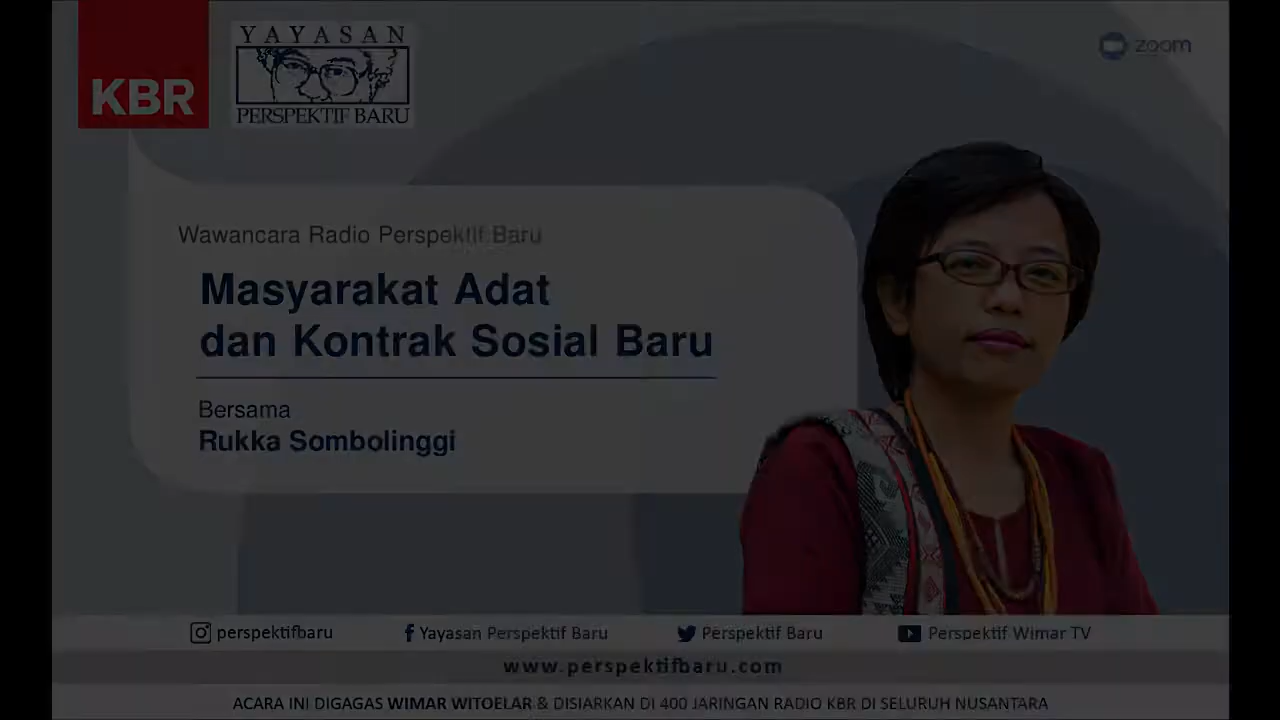 KBR
YAYASAN
PERSPEKTIF BARU
zoom
Wawancara Radio Perspektif Baru
Masyarakat Adat
dan Kontrak Sosial Baru
Bersama
Rukka Sombolinggi
perspektifbaru
Yayasan Perspektif Baru
Perspektif Baru
Perspektif Wimar TV
www.perspektifbaru.com
ACARA INI DIGAGAS WIMAR WITOELAR & DISIARKAN DI 400 JARINGAN RADIO KBR DI SELURUH NUSANTARA